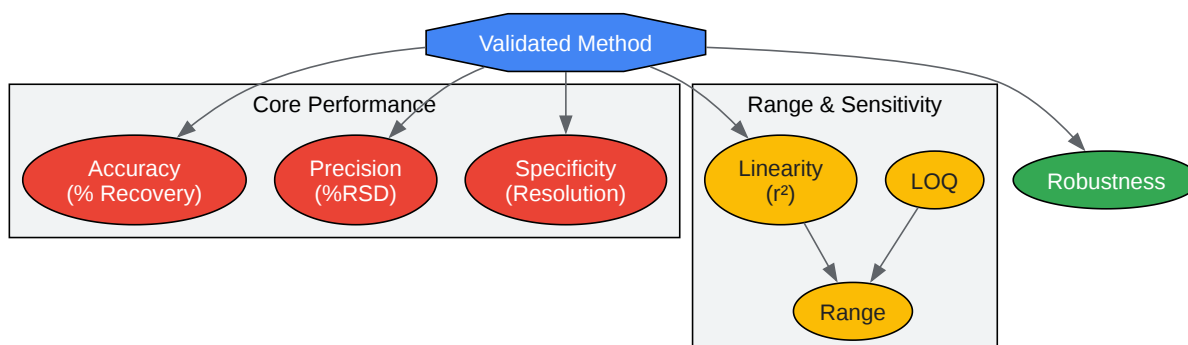 Validated Method
Core Performance
Range & Sensitivity
Accuracy
(% Recovery)
Precision
(%RSD)
Specificity
(Resolution)
Linearity
(r²)
LOQ
Robustness
Range